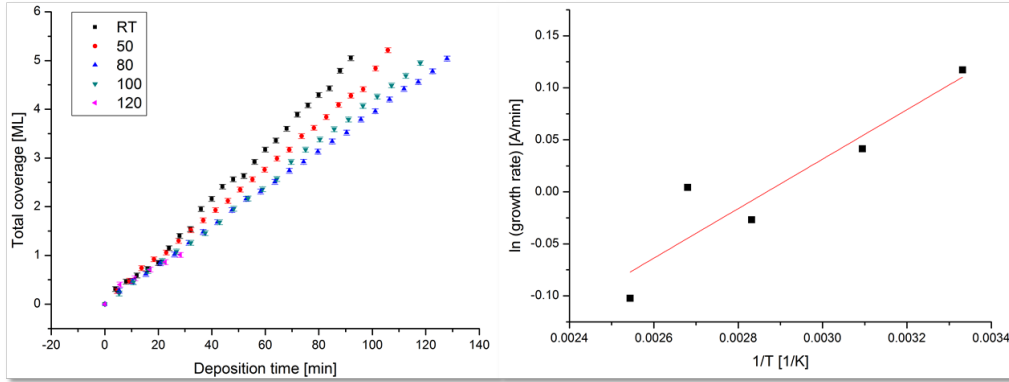 6
5
4
3
2
1
0
Total coverage [ML]
RT
50
80
100
120
-20 0 20 40 60 80 100 120 140
Deposition time [min]
0.15
0.10
0.05
0.00
-0.05
-0.10
ln (growth rate) [A/min]
0.0024 0.0026 0.0028 0.0030 0.0032 0.0034
1/T [1/K]